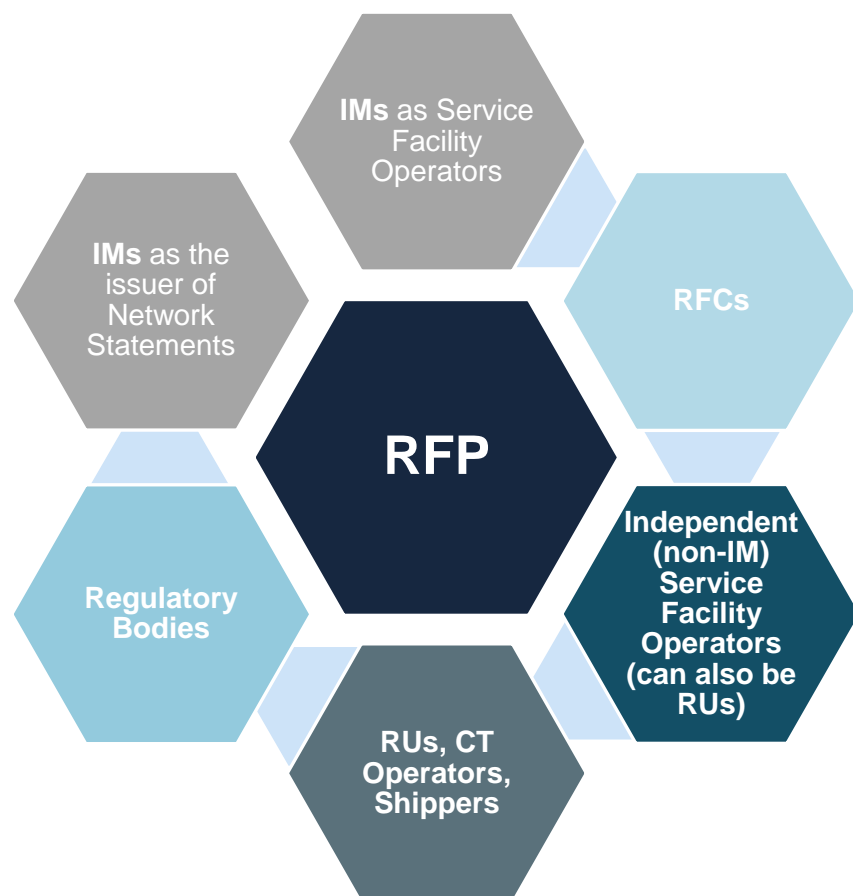 IMs as Service
Facility
Operators
IMs as the
issuer of
Network
Statements
RFCs
RFP
Independent
(non-IM)
Service
Facility
Operators
(can also be
RUs)
Regulatory
Bodies
RUs, CT
Operators,
Shippers